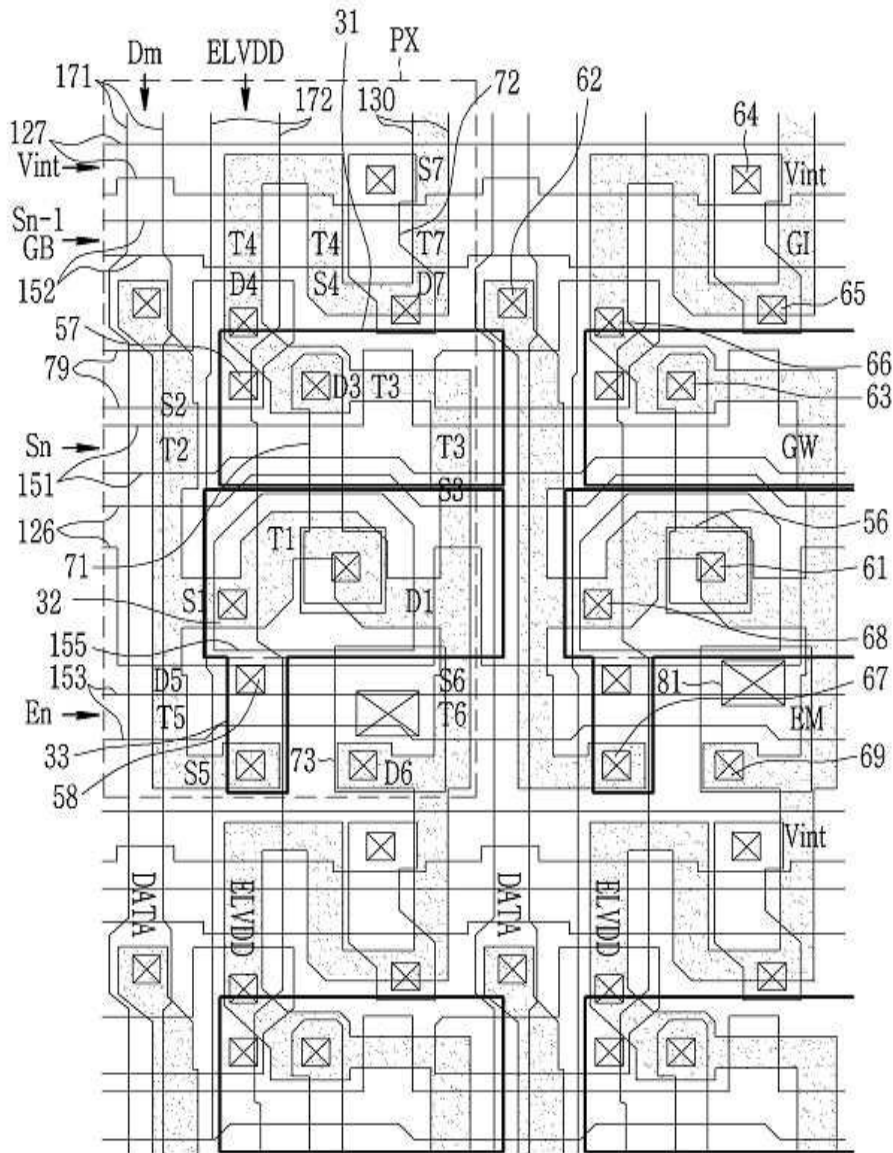 31
Dm ELVDD PX
171 172 130 72 62 64
127
Vint S7 Vint
Sn-1
GB T4 T4 T7 GI
152 D4 S4 D7
57 65
66
79 D3 T3 63
S2
Sn T2 T3 GW
151
S3
126 56
T1
71 61
32 S1 D1
68
155
153 D5 S6 81 67
En T5 T6 EM
33
73 69
58 S5 D6
Vint
DATA ELVDD DATA ELVDD